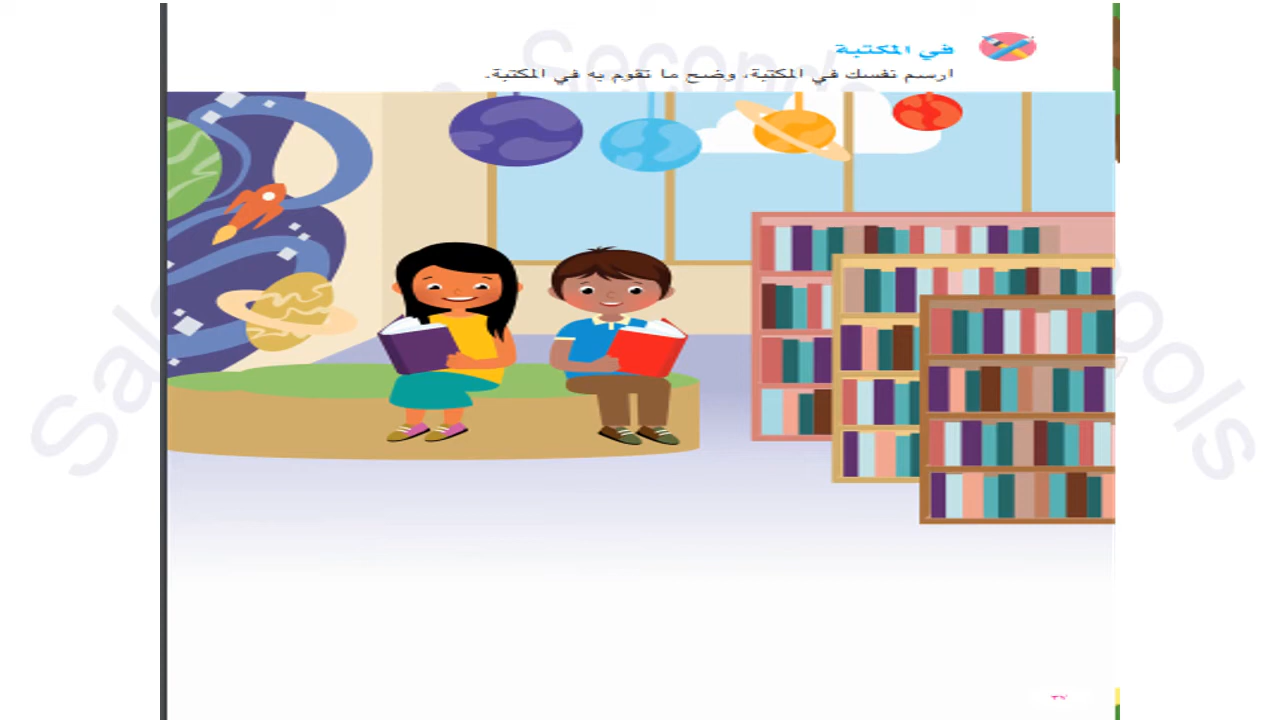 في المكتبة
ارسم نفسك في المكتبة، وضح ما تقوم به في المكتبة.